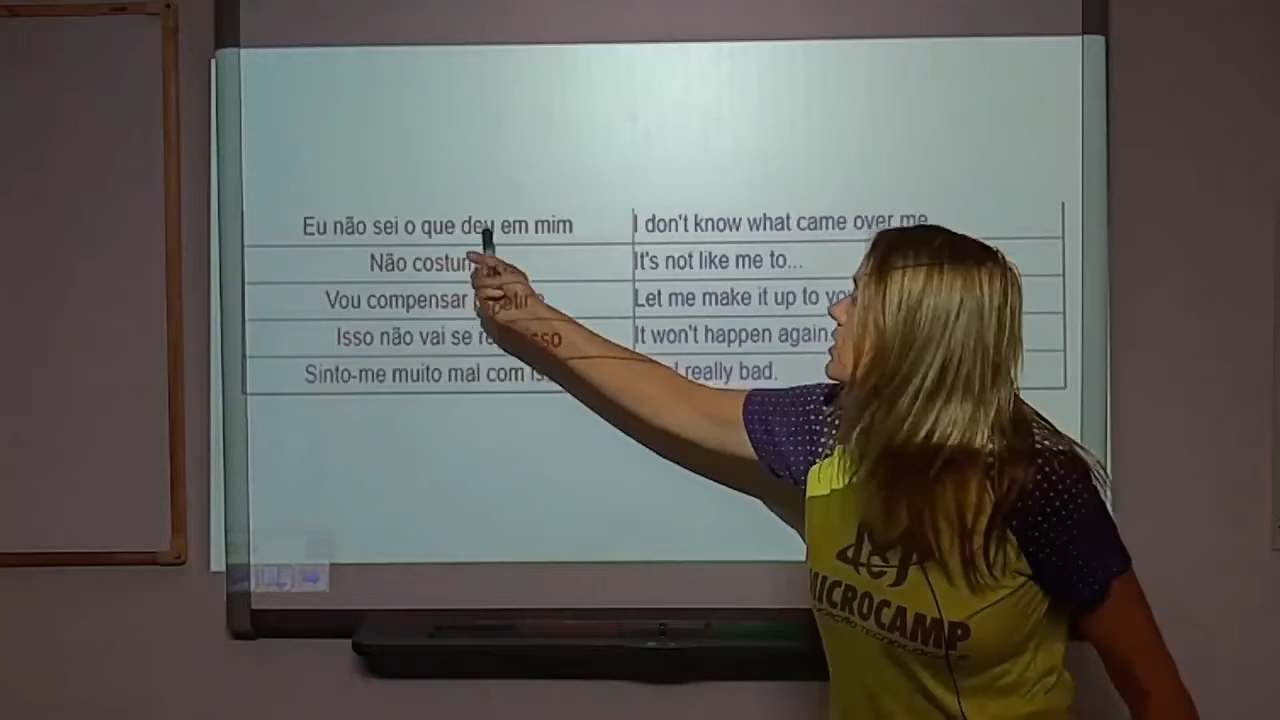 Eu não sei o que deu em mim I don't know what came over me
Não It's not like me to...
Vou compensar Let me make it up to
Isso não vai se It won't happen again
Sinto-me muito mal com really bad.
MICROCAMP